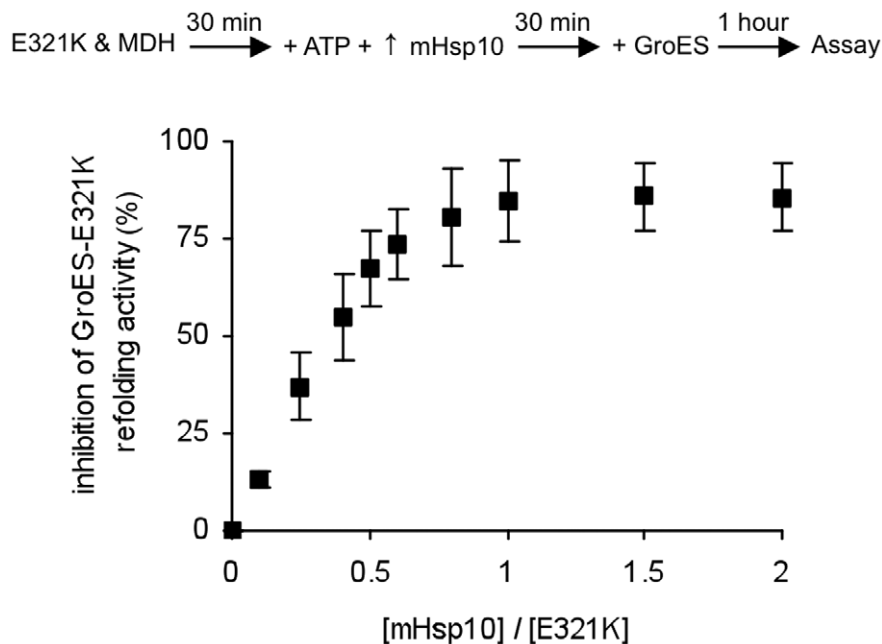 30 min 30 min 1 hour
E321K & MDH + ATP + ↑ mHsp10 + GroES Assay
inhibition of GroES-E321K
refolding activity (%)
100
75
50
25
0
0 0.5 1 1.5 2
[mHsp10] / [E321K]